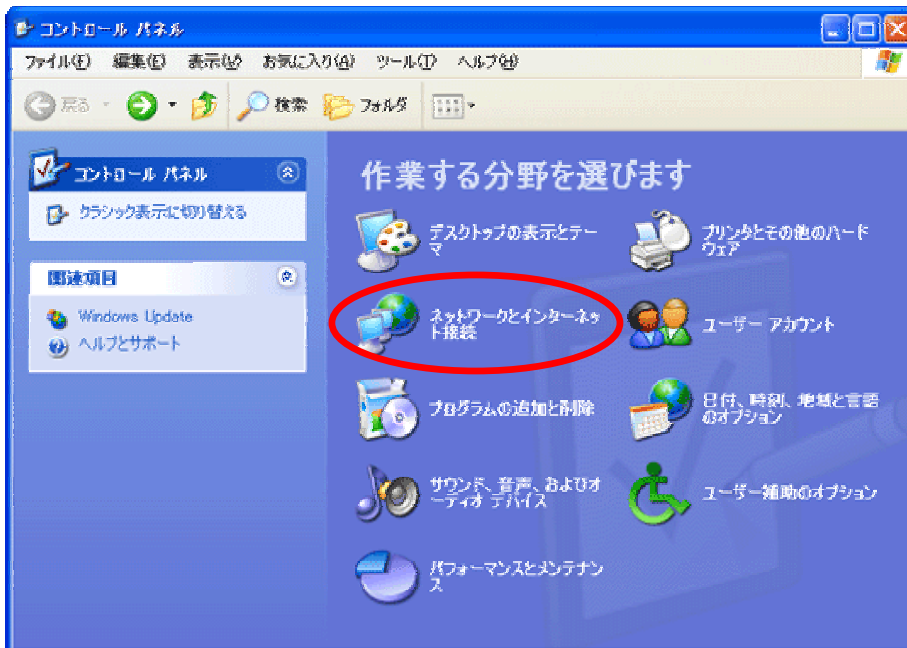 コントロール パネル
ファイル(F) 編集(E) 表示(V) お気に入り(A) ツール(T) ヘルプ(H)
戻る 検索 フォルダ
コントロール パネル
クラシック表示に切り替える
関連項目
Windows Update
ヘルプとサポート
作業する分野を選びます
デスクトップの表示とテー
マ
プリンタとその他のハード
ウェア
ネットワークとインターネッ
ト接続
ユーザー アカウント
プログラムの追加と削除
日付、時刻、地域と言語
のオプション
サウンド、音声、およびオ
ーディオ デバイス
ユーザー補助のオプション
パフォーマンスとメンテナン
ス